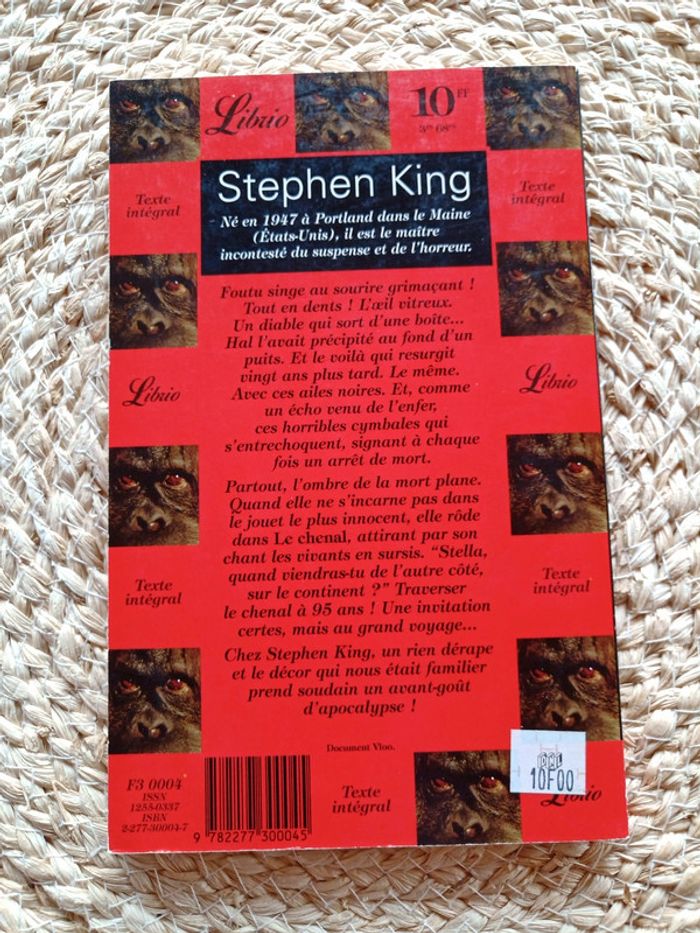 Librio
10 FF
Texte
intégral
Stephen King
Né en 1947 à Portland dans le Maine
(États-Unis), il est le maître
incontesté du suspense et de l'horreur.
Texte
intégral
Foutu singe au sourire grimaçant !
Tout en dents ! L'œil vitreux.
Un diable qui sort d'une boîte...
Hal l'avait précipité au fond d'un
puits. Et le voilà qui resurgit
vingt ans plus tard. Le même.
Avec ces ailes noires. Et, comme
un écho venu de l'enfer,
ces horribles cymbales qui
s'entrechoquent, signant à chaque
fois un arrêt de mort.
Librio
Librio
Partout, l'ombre de la mort plane.
Quand elle ne s'incarne pas dans
le jouet le plus innocent, elle rôde
dans Le chenal, attirant par son
chant les vivants en sursis. "Stella,
quand viendras-tu de l'autre côté,
sur le continent ?" Traverser
le chenal à 95 ans ! Une invitation
certes, mais au grand voyage...
Texte
intégral
Texte
intégral
Chez Stephen King, un rien dérape
et le décor qui nous était familier
prend soudain un avant-goût
d'apocalypse !
Document Vloo.
F3 0004
ISSN
1255-0337
ISBN
2-277-30004-7
9 782277 300045
Texte
intégral
10F00
Librio